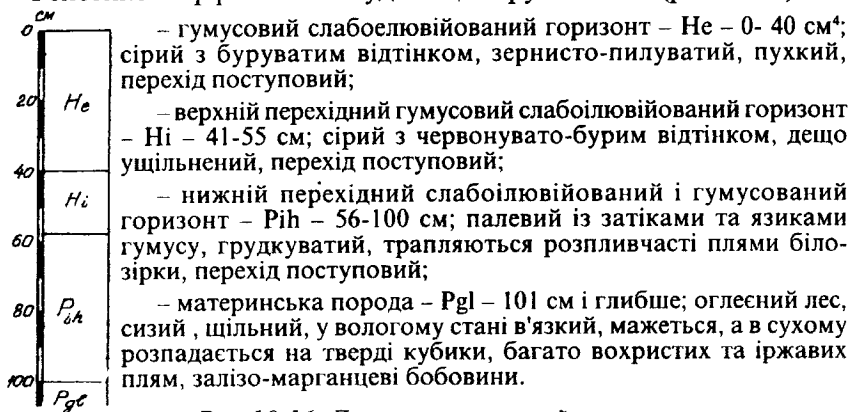 см
0
20
40
60
80
100
He
Hi
Pih
Pgl
– гумусовий слабоелювійований горизонт – He – 0- 40 см⁴;
сірий з буруватим відтінком, зернисто-пилуватий, пухкий,
перехід поступовий;
– верхній перехідний гумусовий слабоілювійований горизонт
– Hi – 41-55 см; сірий з червонувато-бурим відтінком, дещо
ущільнений, перехід поступовий;
– нижній перехідний слабоілювійований і гумусований
горизонт – Pih – 56-100 см; палевий із затіками та язиками
гумусу, грудкуватий, трапляються розпливчасті плями біло-
зірки, перехід поступовий;
– материнська порода – Pgl – 101 см і глибше; оглеєний лес,
сизий , щільний, у вологому стані в'язкий, мажеться, а в сухому
розпадається на тверді кубики, багато вохристих та іржавих
плям, залізо-марганцеві бобовини.